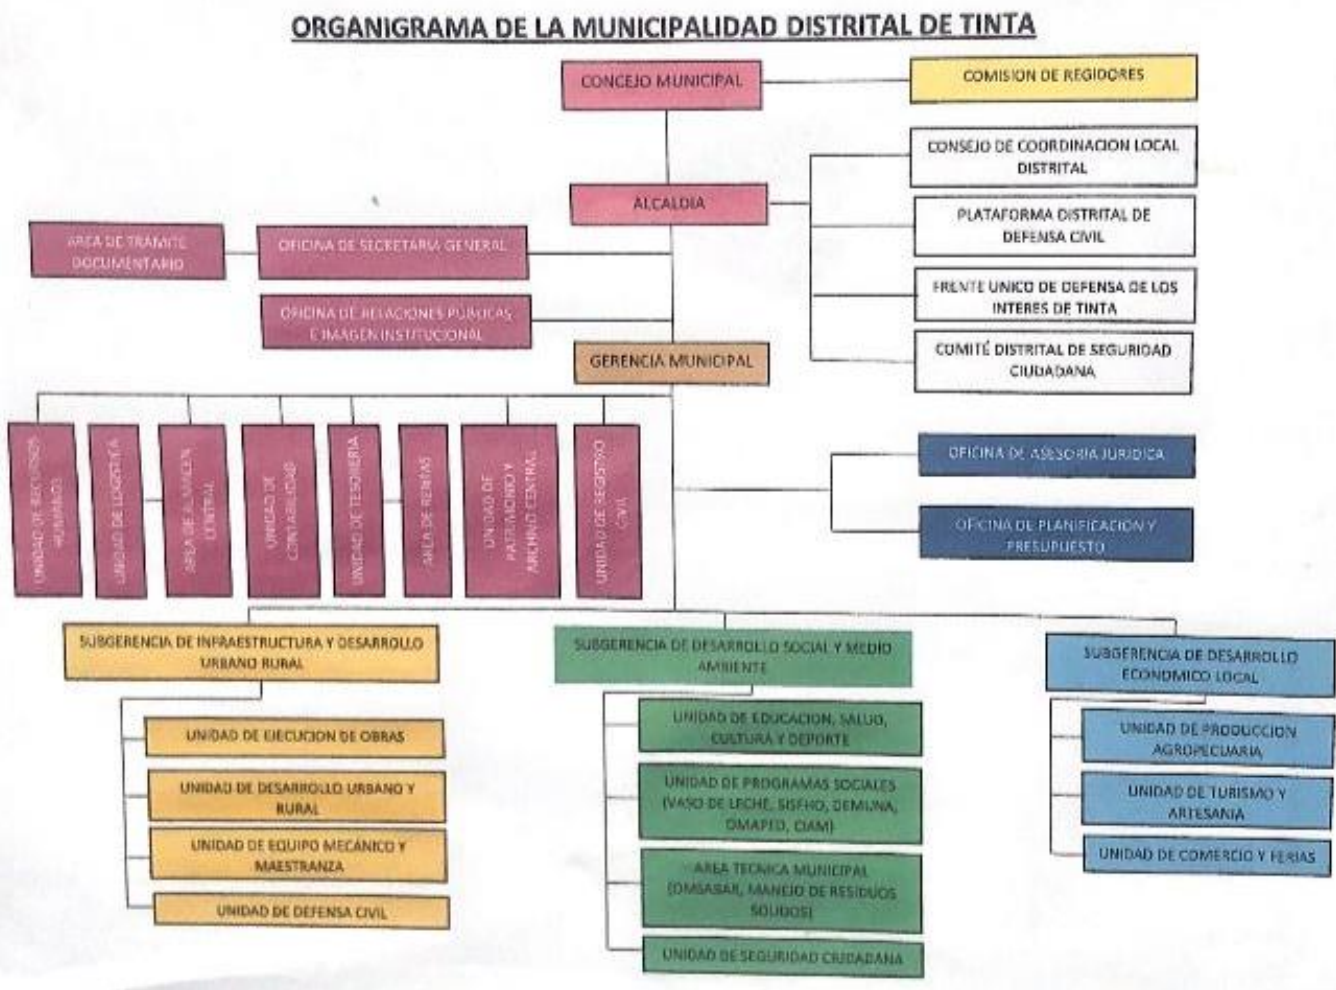 ORGANIGRAMA DE LA MUNICIPALIDAD DISTRITAL DE TINTA
CONCEJO MUNICIPAL
COMISION DE REGIDORES
CONSEJO DE COORDINACION LOCAL
DISTRITAL
ALCALDIA
PLATAFORMA DISTRITAL DE
DEFENSA CIVIL
AREA DE TRÁMITE
DOCUMENTARIO
OFICINA DE SECRETARIA GENERAL
FRENTE UNICO DE DEFENSA DE LOS
INTERES DE TINTA
OFICINA DE RELACIONES PÚBLICAS
E IMAGEN INSTITUCIONAL
GERENCIA MUNICIPAL
COMITÉ DISTRITAL DE SEGURIDAD
CIUDADANA
UNIDAD DE RECURSOS
HUMANOS
UNIDAD DE LOGISTICA
AREA DE ALMACEN
CENTRAL
UNIDAD DE
CONTABILIDAD
UNIDAD DE TESORERIA
AREA DE RENTAS
UNIDAD DE
PATRIMONIO Y
ARCHIVO CENTRAL
UNIDAD DE REGISTRO
CIVIL
OFICINA DE ASESORIA JURIDICA
OFICINA DE PLANIFICACION Y
PRESUPUESTO
SUBGERENCIA DE INFRAESTRUCTURA Y DESARROLLO
URBANO RURAL
UNIDAD DE EJECUCION DE OBRAS
UNIDAD DE DESARROLLO URBANO Y
RURAL
UNIDAD DE EQUIPO MECÁNICO Y
MAESTRANZA
UNIDAD DE DEFENSA CIVIL
SUBGERENCIA DE DESARROLLO SOCIAL Y MEDIO
AMBIENTE
UNIDAD DE EDUCACION, SALUD,
CULTURA Y DEPORTE
UNIDAD DE PROGRAMAS SOCIALES
(VASO DE LECHE, SISFHO, DEMUNA,
OMAPED, CIAM)
AREA TECNICA MUNICIPAL
(OMSABAR, MANEJO DE RESIDUOS
SOLIDOS)
UNIDAD DE SEGURIDAD CIUDADANA
SUBGERENCIA DE DESARROLLO
ECONOMICO LOCAL
UNIDAD DE PRODUCCION
AGROPECUARIA
UNIDAD DE TURISMO Y
ARTESANIA
UNIDAD DE COMERCIO Y FERIAS